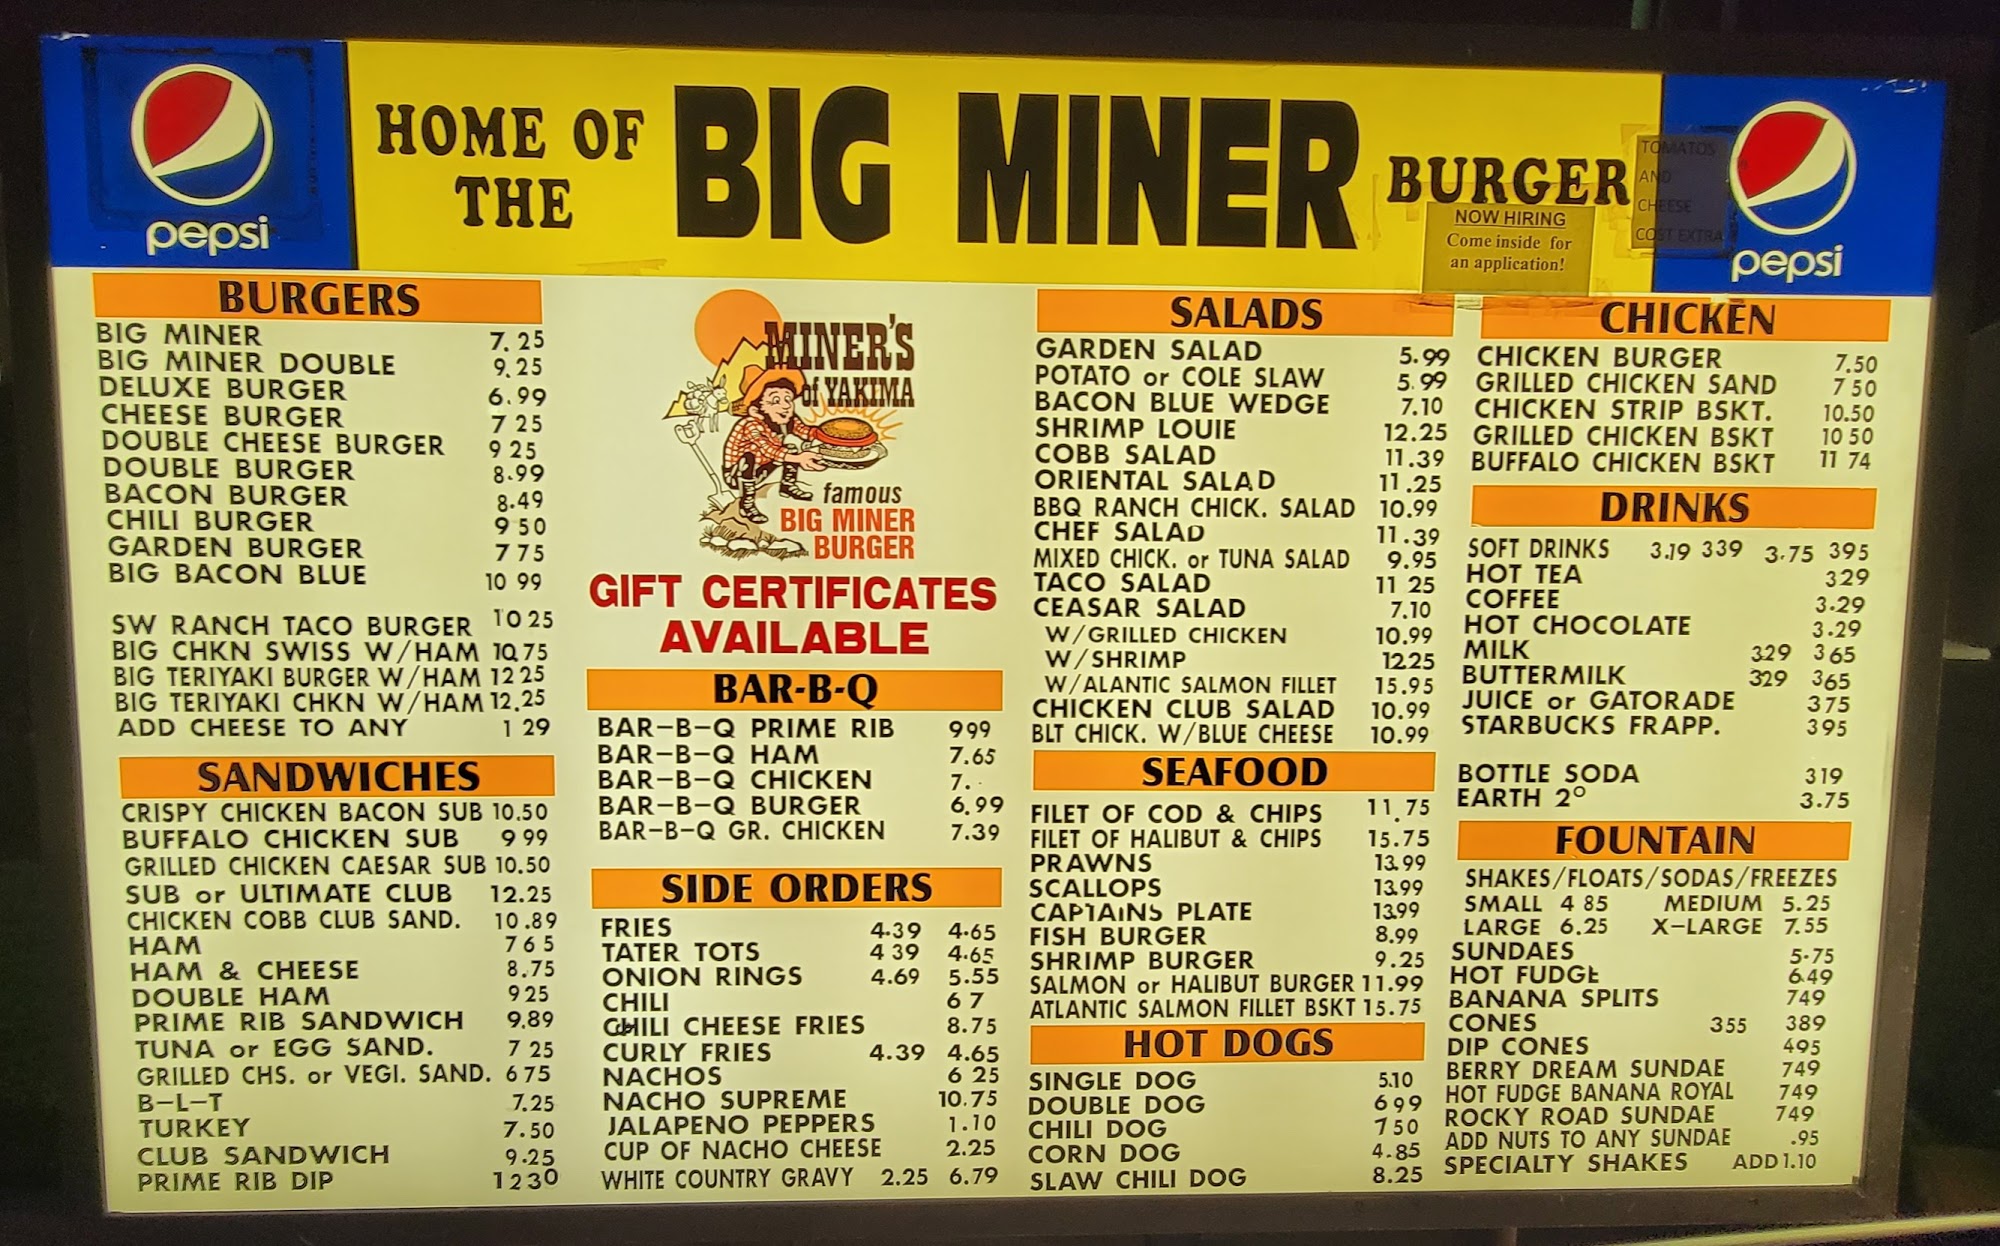 pepsi
HOME OF
THE
BIG MINER
BURGER
NOW HIRING
Come inside for
an application!
TOMATOS
AND
CHEESE
COST EXTRA
pepsi
BURGERS
BIG MINER 7.25
BIG MINER DOUBLE 9.25
DELUXE BURGER 6.99
CHEESE BURGER 7 25
DOUBLE CHEESE BURGER 9 25
DOUBLE BURGER 8.99
BACON BURGER 8.49
CHILI BURGER 9 50
GARDEN BURGER 7 75
BIG BACON BLUE 10 99
SW RANCH TACO BURGER 10 25
BIG CHKN SWISS W/HAM 10.75
BIG TERIYAKI BURGER W/HAM 12 25
BIG TERIYAKI CHKN W/HAM 12.25
ADD CHEESE TO ANY 1 29
SANDWICHES
CRISPY CHICKEN BACON SUB 10.50
BUFFALO CHICKEN SUB 9 99
GRILLED CHICKEN CAESAR SUB 10.50
SUB or ULTIMATE CLUB 12.25
CHICKEN COBB CLUB SAND. 10.89
HAM 7 6 5
HAM & CHEESE 8.75
DOUBLE HAM 9 25
PRIME RIB SANDWICH 9.89
TUNA or EGG SAND. 7 25
GRILLED CHS. or VEGI. SAND. 6 75
B-L-T 7.25
TURKEY 7.50
CLUB SANDWICH 9.25
PRIME RIB DIP 12 30
MINER'S
of YAKIMA
famous
BIG MINER
BURGER
GIFT CERTIFICATES
AVAILABLE
BAR-B-Q
BAR-B-Q PRIME RIB 9 99
BAR-B-Q HAM 7.65
BAR-B-Q CHICKEN 7.
BAR-B-Q BURGER 6.99
BAR-B-Q GR. CHICKEN 7.39
SIDE ORDERS
FRIES 4.39 4.65
TATER TOTS 4 39 4.65
ONION RINGS 4.69 5.55
CHILI 6 7
CHILI CHEESE FRIES 8.75
CURLY FRIES 4.39 4.65
NACHOS 6 25
NACHO SUPREME 10.75
JALAPENO PEPPERS 1.10
CUP OF NACHO CHEESE 2.25
WHITE COUNTRY GRAVY 2.25 6.79
SALADS
GARDEN SALAD 5.99
POTATO or COLE SLAW 5.99
BACON BLUE WEDGE 7.10
SHRIMP LOUIE 12.25
COBB SALAD 11.39
ORIENTAL SALAD 11.25
BBQ RANCH CHICK. SALAD 10.99
CHEF SALAD 11.39
MIXED CHICK. or TUNA SALAD 9.95
TACO SALAD 11 25
CEASAR SALAD 7.10
W/GRILLED CHICKEN 10.99
W/SHRIMP 12 25
W/ALANTIC SALMON FILLET 15.95
CHICKEN CLUB SALAD 10.99
BLT CHICK. W/BLUE CHEESE 10.99
SEAFOOD
FILET OF COD & CHIPS 11.75
FILET OF HALIBUT & CHIPS 15.75
PRAWNS 13.99
SCALLOPS 13.99
CAPTAINS PLATE 13.99
FISH BURGER 8.99
SHRIMP BURGER 9.25
SALMON or HALIBUT BURGER 11.99
ATLANTIC SALMON FILLET BSKT 15.75
HOT DOGS
SINGLE DOG 5.10
DOUBLE DOG 6 99
CHILI DOG 7 50
CORN DOG 4.85
SLAW CHILI DOG 8.25
CHICKEN
CHICKEN BURGER 7.50
GRILLED CHICKEN SAND 7 50
CHICKEN STRIP BSKT. 10.50
GRILLED CHICKEN BSKT 10 50
BUFFALO CHICKEN BSKT 11 74
DRINKS
SOFT DRINKS 3.19 339 3.75 395
HOT TEA 3 29
COFFEE 3.29
HOT CHOCOLATE 3.29
MILK 3 29 3 65
BUTTERMILK 3 29 3 65
JUICE or GATORADE 3 75
STARBUCKS FRAPP. 3 95
BOTTLE SODA 3 19
EARTH 2O 3.75
FOUNTAIN
SHAKES/FLOATS/SODAS/FREEZES
SMALL 4 85 MEDIUM 5.25
LARGE 6.25 X-LARGE 7.55
SUNDAES 5.75
HOT FUDGE 6.49
BANANA SPLITS 749
CONES 355 389
DIP CONES 495
BERRY DREAM SUNDAE 749
HOT FUDGE BANANA ROYAL 749
ROCKY ROAD SUNDAE 749
ADD NUTS TO ANY SUNDAE .95
SPECIALTY SHAKES ADD 1.10